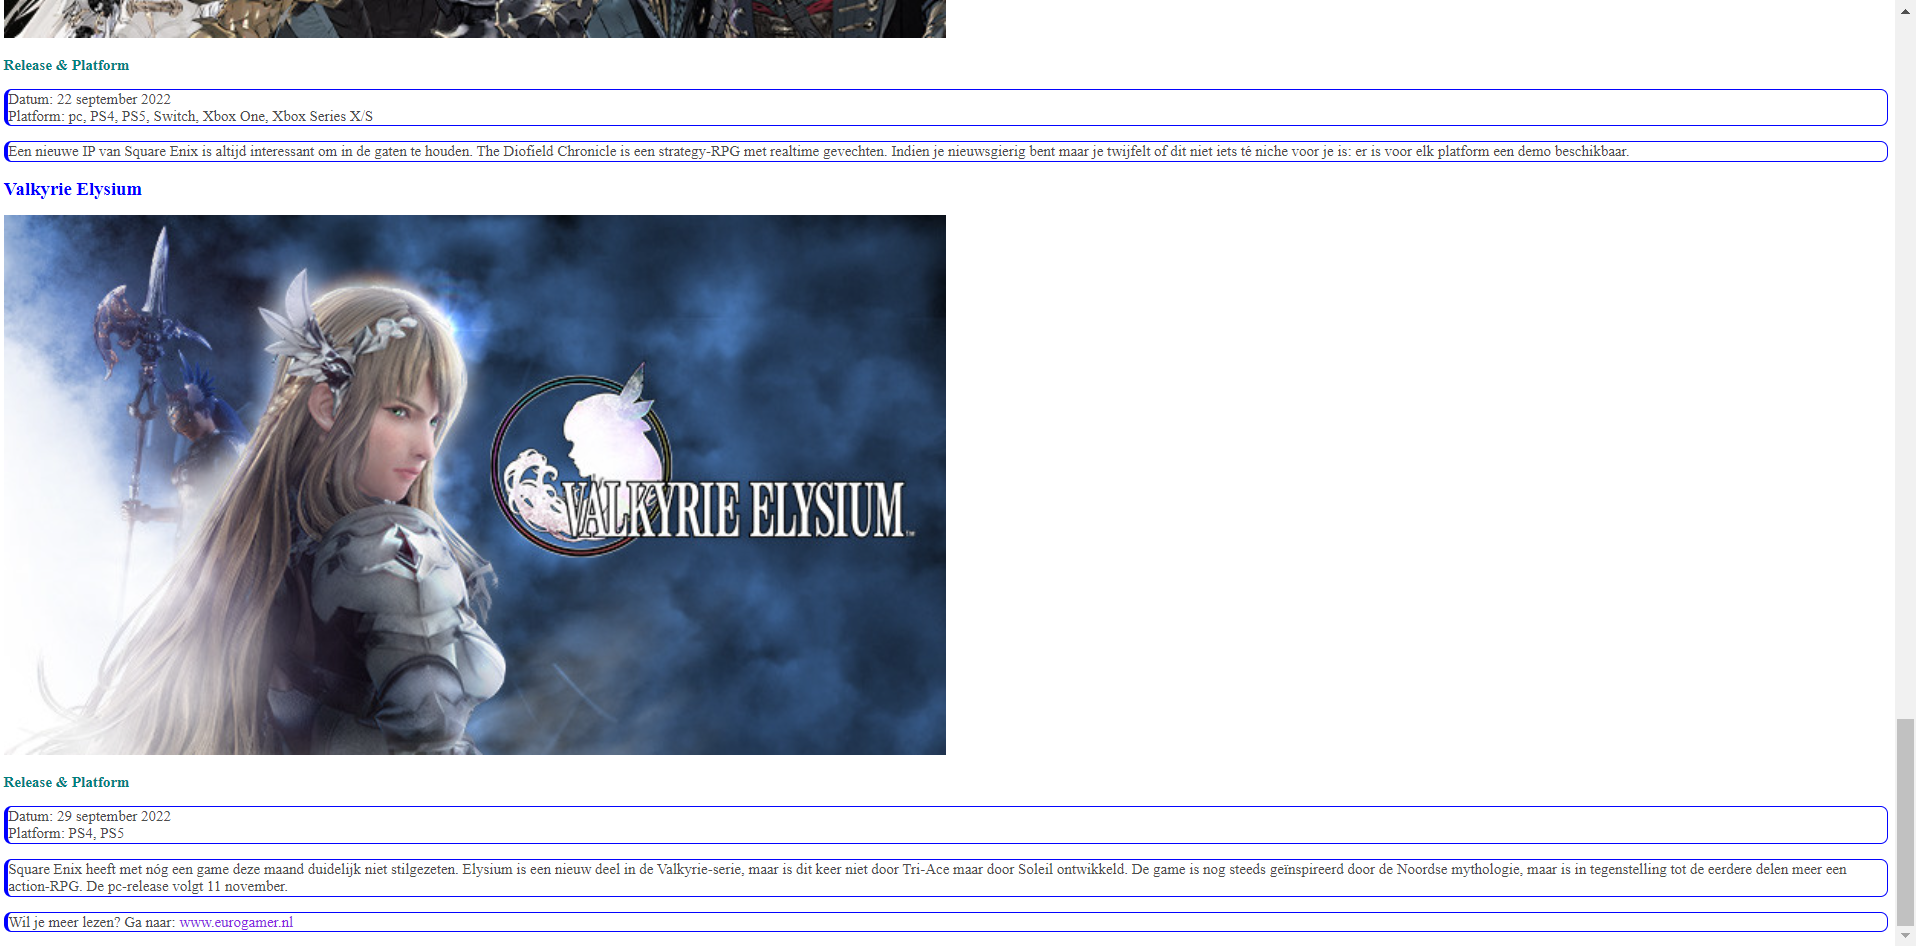 Release & Platform
Datum: 22 september 2022
Platform: pc, PS4, PS5, Switch, Xbox One, Xbox Series X/S
Een nieuwe IP van Square Enix is altijd interessant om in de gaten te houden. The Diofield Chronicle is een strategy-RPG met realtime gevechten. Indien je nieuwsgierig bent maar je twijfelt of dit niet iets té niche voor je is: er is voor elk platform een demo beschikbaar.
Valkyrie Elysium
VALKYRIE ELYSIUM™
Release & Platform
Datum: 29 september 2022
Platform: PS4, PS5
Square Enix heeft met nóg een game deze maand duidelijk niet stilgezeten. Elysium is een nieuw deel in de Valkyrie-serie, maar is dit keer niet door Tri-Ace maar door Soleil ontwikkeld. De game is nog steeds geïnspireerd door de Noordse mythologie, maar is in tegenstelling tot de eerdere delen meer een
action-RPG. De pc-release volgt 11 november.
Wil je meer lezen? Ga naar: www.eurogamer.nl